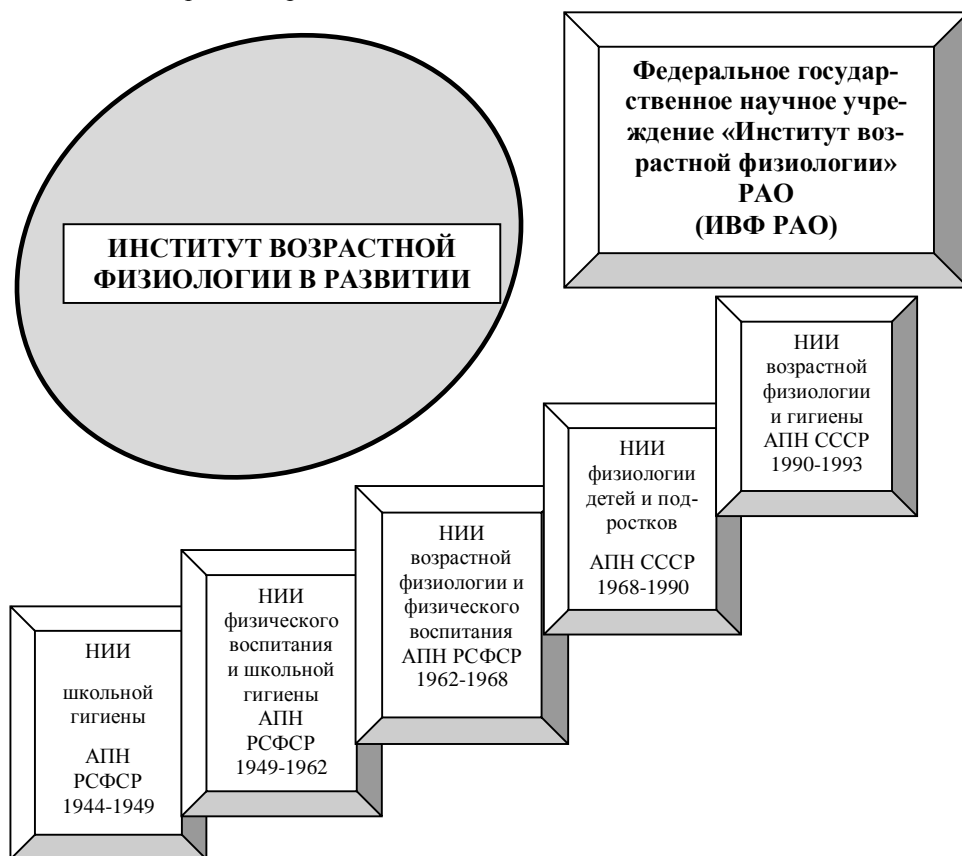 ИНСТИТУТ ВОЗРАСТНОЙ
ФИЗИОЛОГИИ В РАЗВИТИИ
Федеральное государ-
ственное научное учре-
ждение «Институт воз-
растной физиологии»
РАО
(ИВФ РАО)
НИИ
возрастной
физиологии
и гигиены
АПН СССР
1990-1993
НИИ
физиологии
детей и под-
ростков
АПН СССР
1968-1990
НИИ
возрастной
физиологии и
физического
воспитания
АПН РСФСР
1962-1968
НИИ
физического
воспитания
и школьной
гигиены
АПН
РСФСР
1949-1962
НИИ
школьной
гигиены
АПН
РСФСР
1944-1949